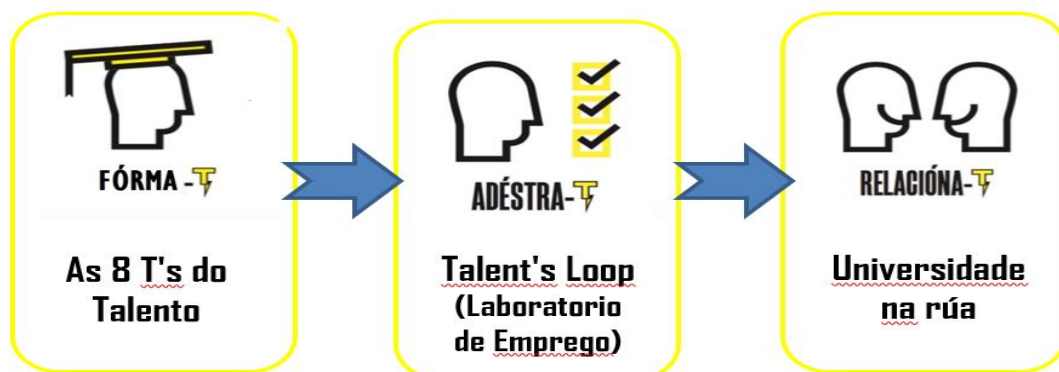 FÓRMA-T
As 8 T's do
Talento
ADÉSTRA-T
Talent's Loop
(Laboratorio
de Emprego)
RELACIÓNA-T
Universidade
na rúa